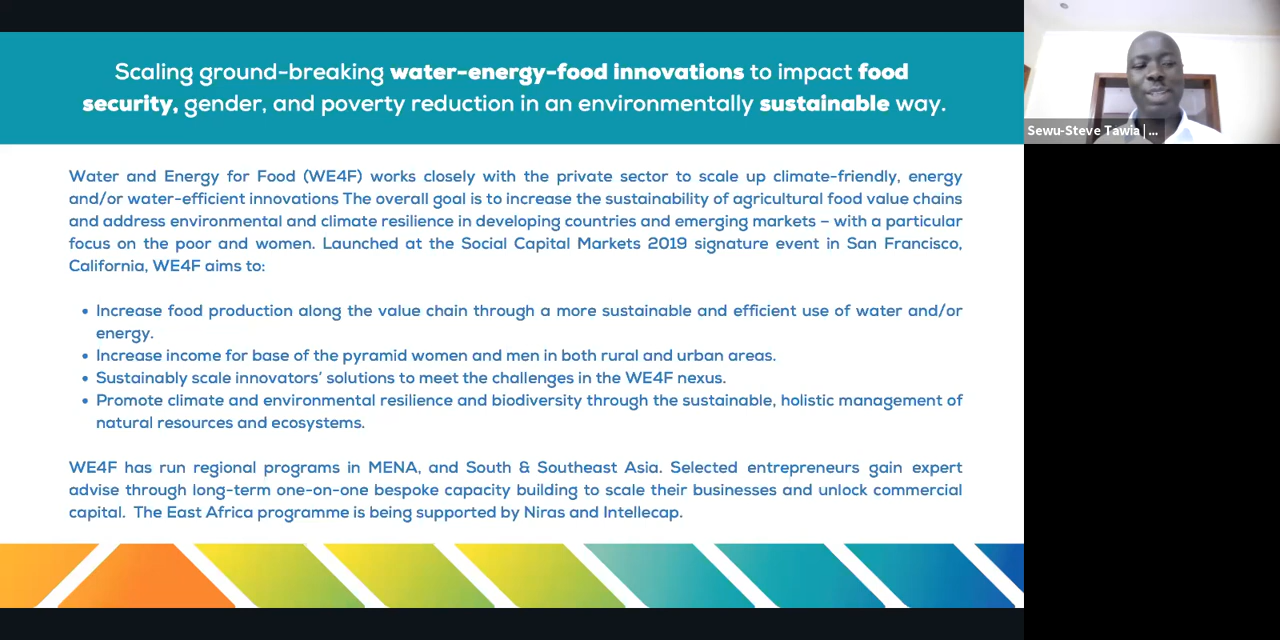 Scaling ground-breaking water-energy-food innovations to impact food
security, gender, and poverty reduction in an environmentally sustainable way.
Sewu-Steve Tawia | ...
Water and Energy for Food (WE4F) works closely with the private sector to scale up climate-friendly, energy
and/or water-efficient innovations The overall goal is to increase the sustainability of agricultural food value chains
and address environmental and climate resilience in developing countries and emerging markets – with a particular
focus on the poor and women. Launched at the Social Capital Markets 2019 signature event in San Francisco,
California, WE4F aims to:
• Increase food production along the value chain through a more sustainable and efficient use of water and/or
energy.
• Increase income for base of the pyramid women and men in both rural and urban areas.
• Sustainably scale innovators’ solutions to meet the challenges in the WE4F nexus.
• Promote climate and environmental resilience and biodiversity through the sustainable, holistic management of
natural resources and ecosystems.
WE4F has run regional programs in MENA, and South & Southeast Asia. Selected entrepreneurs gain expert
advise through long-term one-on-one bespoke capacity building to scale their businesses and unlock commercial
capital. The East Africa programme is being supported by Niras and Intellecap.